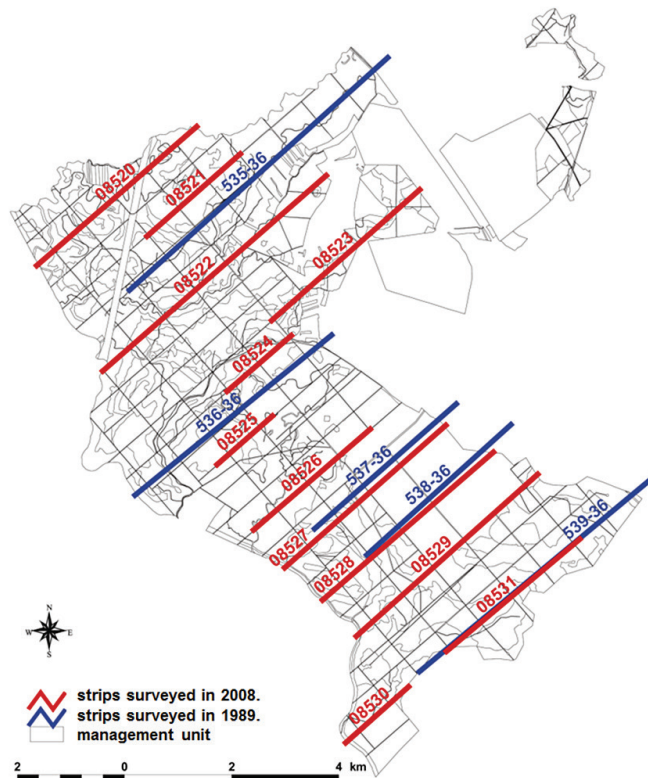 08520
08521
535-36
08522
08523
08524
536-36
08525
08526
537-36
08527
538-36
08528
08529
539-36
08531
08530
N
W E
S
strips surveyed in 2008.
strips surveyed in 1989.
management unit
2 0 2 4 km